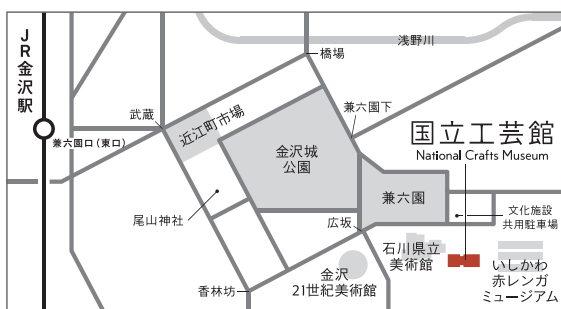 JR金沢駅
兼六園口（東口）
武蔵
近江町市場
橋場
浅野川
兼六園下
金沢城
公園
国立工芸館
National Crafts Museum
兼六園
尾山神社
広坂
文化施設
共用駐車場
石川県立
美術館
香林坊
金沢
21世紀美術館
いしかわ
赤レンガ
ミュージアム